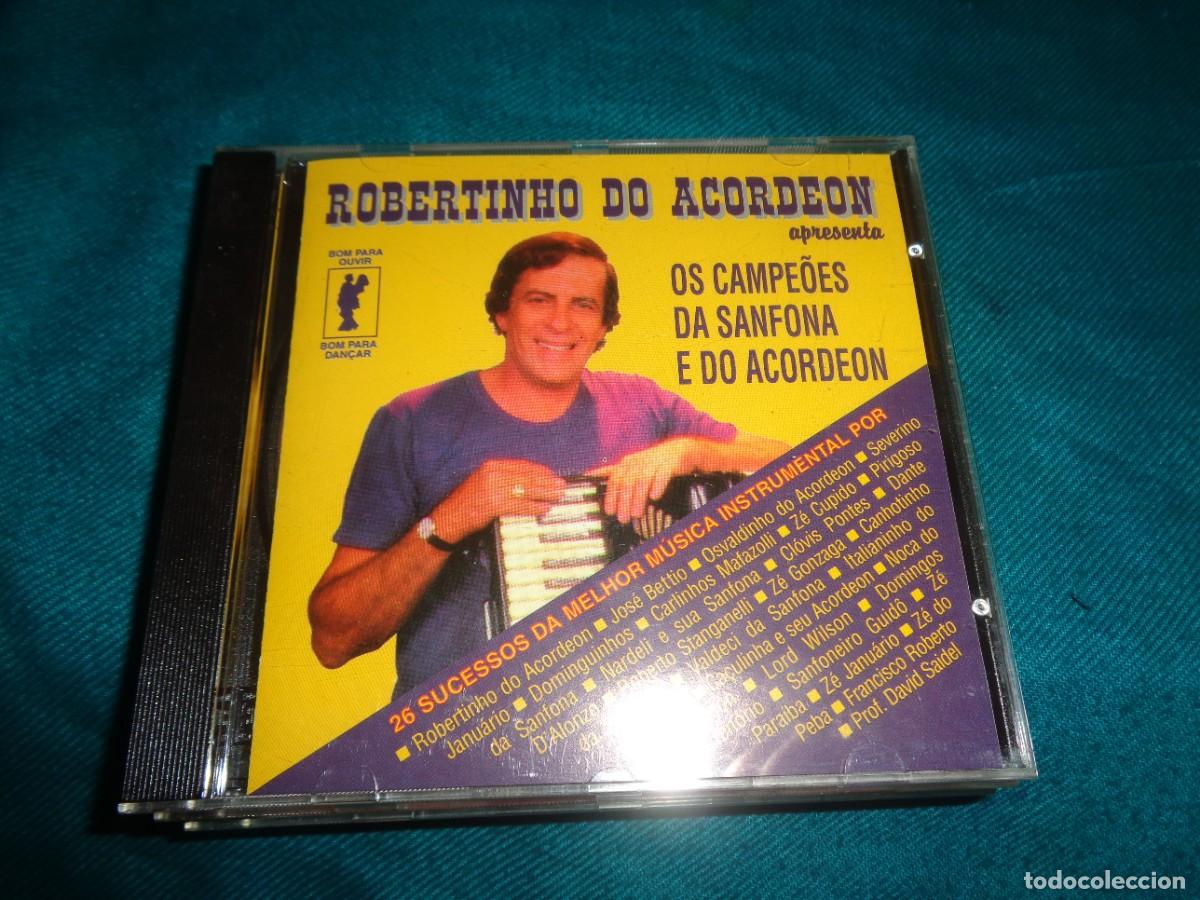 ROBERTINHO DO ACORDEON
apresenta
BOM PARA
OUVIR
BOM PARA
DANÇAR
OS CAMPEÕES
DA SANFONA
E DO ACORDEON
26 SUCESSOS DA MELHOR MÚSICA INSTRUMENTAL POR
■ Robertinho do Acordeon ■ José Bettio ■ Osvaldinho do Acordeon ■ Severino
Januário ■ Dominguinhos ■ Carlinhos Mafazolli ■ Zé Cupido ■ Pirigoso
da Sanfona ■ Nardeli e sua Sanfona ■ Clóvis Pontes ■ Dante
D'Alonzo Stanganelli ■ Zé Gonzaga ■ Canhotinho
da Valdeci da Sanfona ■ Italianinho do
e seu Acordeon ■ Noca do
■ Lord Wilson ■ Domingos
■ Sanfoneiro Guidô ■ Zé
Paraíba ■ Zé Januário ■ Zé do
Peba ■ Francisco Roberto
■ Prof. David Saidel
todocoleccion